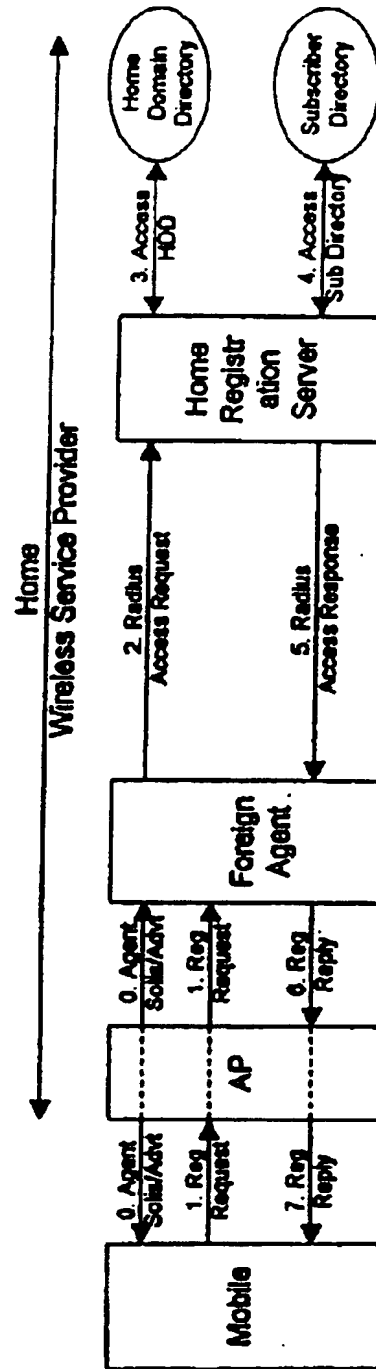 Home
Wireless Service Provider
Mobile
0. Agent
Solis/Advt
1. Reg
Request
7. Reg
Reply
AP
0. Agent
Solis/Advt
1. Reg
Request
6. Reg
Reply
Foreign
Agent
2. Radius
Access Request
5. Radius
Access Response
Home
Registr
ation
Server
3. Access
HDD
4. Access
Sub Directory
Home
Domain
Directory
Subscriber
Directory